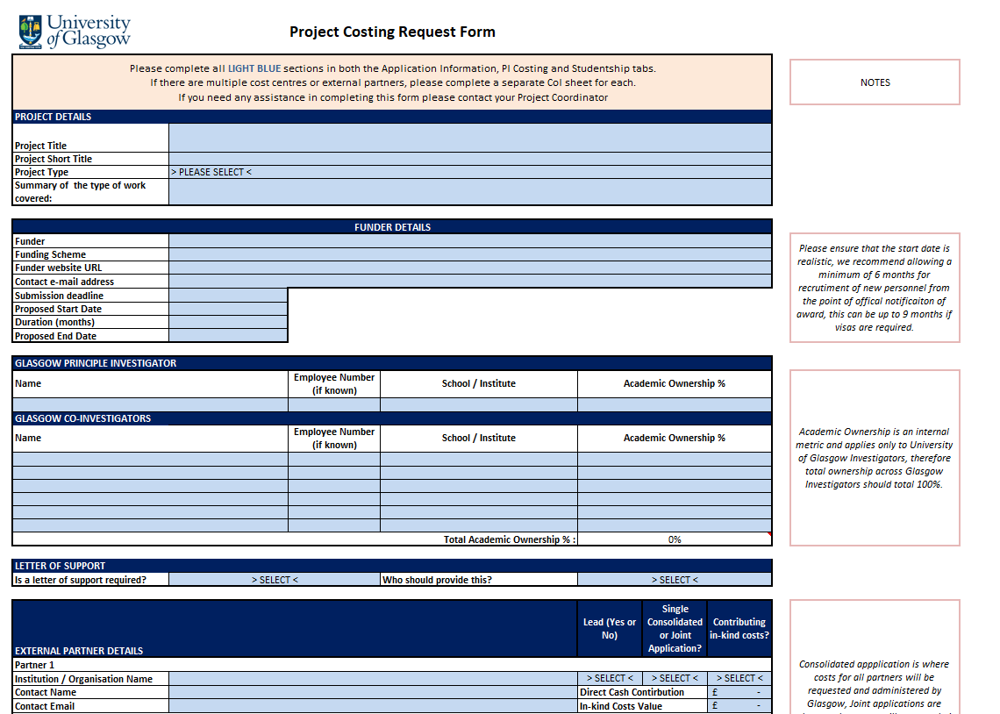 University
of Glasgow
Project Costing Request Form
Please complete all LIGHT BLUE sections in both the Application Information, PI Costing and Studentship tabs.
If there are multiple cost centres or external partners, please complete a separate CoI sheet for each.
If you need any assistance in completing this form please contact your Project Coordinator
NOTES
PROJECT DETAILS
Project Title
Project Short Title
Project Type > PLEASE SELECT <
Summary of the type of work
covered:
FUNDER DETAILS
Funder
Funding Scheme
Funder website URL
Contact e-mail address
Submission deadline
Proposed Start Date
Duration (months)
Proposed End Date
Please ensure that the start date is
realistic, we recommend allowing a
minimum of 6 months for
recrutiment of new personnel from
the point of offical notificaiton of
award, this can be up to 9 months if
visas are required.
GLASGOW PRINCIPLE INVESTIGATOR
Name Employee Number (if known) School / Institute Academic Ownership %
GLASGOW CO-INVESTIGATORS
Name Employee Number (if known) School / Institute Academic Ownership %
Total Academic Ownership % : 0%
Academic Ownership is an internal
metric and applies only to University
of Glasgow Investigators, therefore
total ownership across Glasgow
Investigators should total 100%.
LETTER OF SUPPORT
Is a letter of support required? > SELECT < Who should provide this? > SELECT <
EXTERNAL PARTNER DETAILS Lead (Yes or No) Single Consolidated or Joint Application? Contributing in-kind costs?
Partner 1
Institution / Organisation Name > SELECT < > SELECT < > SELECT <
Contact Name Direct Cash Contirbution £ -
Contact Email In-kind Costs Value £ -
Consolidated appplication is where
costs for all partners will be
requested and administered by
Glasgow, Joint applications are